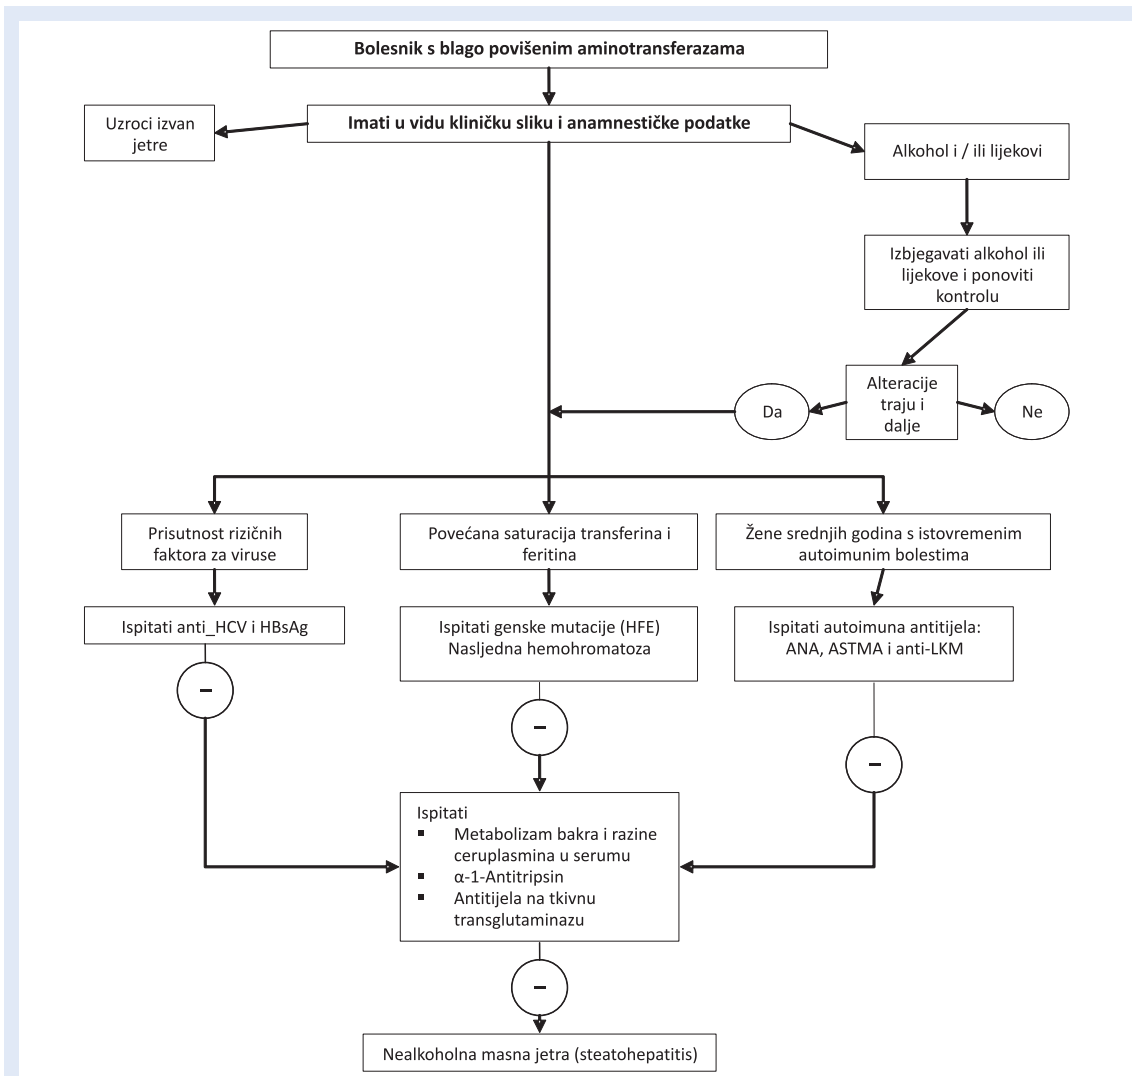 Bolesnik s blago povišenim aminotransferazama
Uzroci izvan
jetre
Imati u vidu kliničku sliku i anamnestičke podatke
Alkohol i / ili lijekovi
Izbjegavati alkohol ili
lijekove i ponoviti
kontrolu
Alteracije
traju i
dalje
Da
Ne
Prisutnost rizičnih
faktora za viruse
Povećana saturacija transferina i
feritina
Žene srednjih godina s istovremenim
autoimunim bolestima
Ispitati anti_HCV i HBsAg
Ispitati genske mutacije (HFE)
Nasljedna hemohromatoza
Ispitati autoimuna antitijela:
ANA, ASTMA i anti-LKM
–
–
–
Ispitati
▪ Metabolizam bakra i razine
ceruplasmina u serumu
▪ α-1-Antitripsin
▪ Antitijela na tkivnu
transglutaminazu
–
Nealkoholna masna jetra (steatohepatitis)